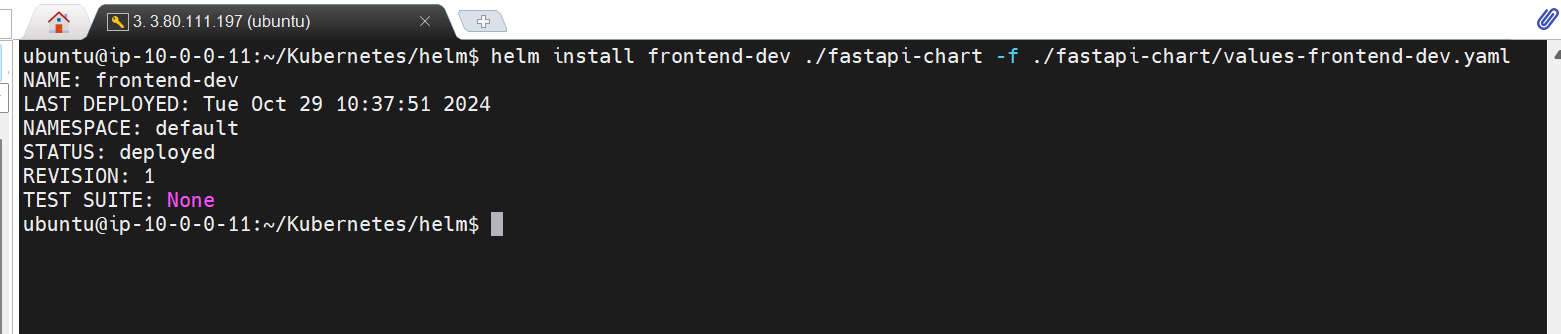 3. 3.80.111.197 (ubuntu)
ubuntu@ip-10-0-0-11:~/Kubernetes/helm$ helm install frontend-dev ./fastapi-chart -f ./fastapi-chart/values-frontend-dev.yaml
NAME: frontend-dev
LAST DEPLOYED: Tue Oct 29 10:37:51 2024
NAMESPACE: default
STATUS: deployed
REVISION: 1
TEST SUITE: None
ubuntu@ip-10-0-0-11:~/Kubernetes/helm$